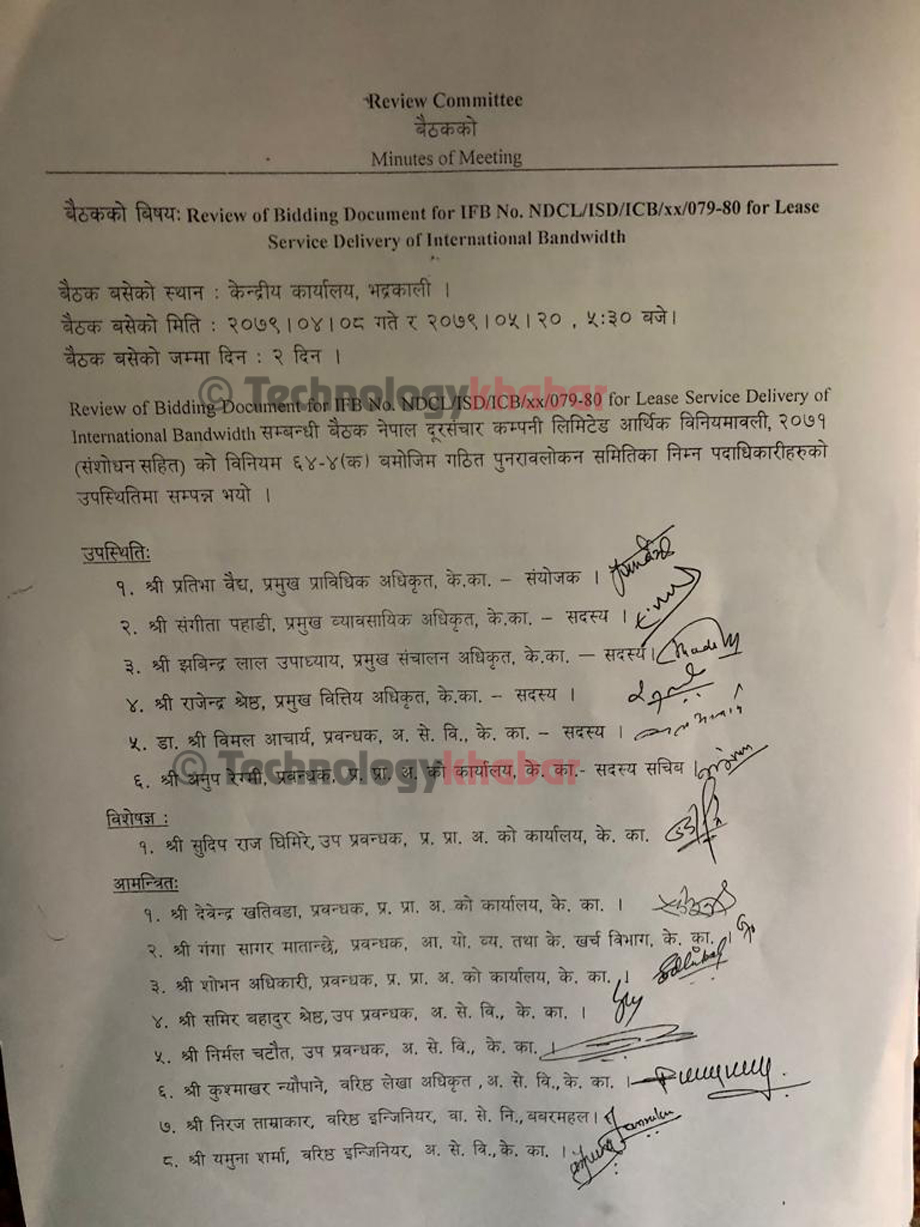 Review Committee
बैठकको
Minutes of Meeting
बैठकको बिषयः Review of Bidding Document for IFB No. NDCL/ISD/ICB/xx/079-80 for Lease
Service Delivery of International Bandwidth
बैठक बसेको स्थान : केन्द्रीय कार्यालय, भद्रकाली ।
बैठक बसेको मिति : २०७९।०४।०८ गते र २०७९।०५।२० , ५:३० बजे।
बैठक बसेको जम्मा दिन : २ दिन ।
© Technologykhabar
Review of Bidding Document for IFB No. NDCL/ISD/ICB/xx/079-80 for Lease Service Delivery of
International Bandwidth सम्बन्धी बैठक नेपाल दूरसंचार कम्पनी लिमिटेड आर्थिक विनियमावली, २०७१
(संशोधन सहित) को विनियम ६४-४(क) बमोजिम गठित पुनरावलोकन समितिका निम्न पदाधिकारीहरुको
उपस्थितिमा सम्पन्न भयो ।
उपस्थितिः
१. श्री प्रतिभा वैद्य, प्रमुख प्राविधिक अधिकृत, के.का. – संयोजक ।
२. श्री संगीता पहाडी, प्रमुख व्यावसायिक अधिकृत, के.का. – सदस्य ।
३. श्री झबिन्द्र लाल उपाध्याय, प्रमुख संचालन अधिकृत, के.का. – सदस्य।
४. श्री राजेन्द्र श्रेष्ठ, प्रमुख वित्तिय अधिकृत, के.का. – सदस्य ।
५. डा. श्री विमल आचार्य, प्रवन्धक, अ. से. वि., के. का. – सदस्य ।
६. श्री अनुप रेग्मी, प्रवन्धक, प्र. प्रा. अ. को कार्यालय, के. का.- सदस्य सचिब ।
© Technologykhabar
विशेषज्ञ :
१. श्री सुदिप राज घिमिरे, उप प्रवन्धक, प्र. प्रा. अ. को कार्यालय, के. का.
आमन्त्रितः
१. श्री देवेन्द्र खतिवडा, प्रवन्धक, प्र. प्रा. अ. को कार्यालय, के. का. ।
२. श्री गंगा सागर मातान्छे, प्रवन्धक, आ. यो. व्य. तथा के. खर्च विभाग, के. का. ।
३. श्री शोभन अधिकारी, प्रवन्धक, प्र. प्रा. अ. को कार्यालय, के. का. ।
४. श्री समिर बहादुर श्रेष्ठ, उप प्रवन्धक, अ. से. वि., के. का. ।
५. श्री निर्मल चटौत, उप प्रवन्धक, अ. से. वि., के. का. ।
६. श्री कुश्माखर न्यौपाने, वरिष्ठ लेखा अधिकृत , अ. से. वि., के. का. ।
७. श्री निरज ताम्राकार, वरिष्ठ इन्जिनियर, वा. से. नि., बबरमहल।
८. श्री यमुना शर्मा, वरिष्ठ इन्जिनियर, अ. से. वि., के. का. ।